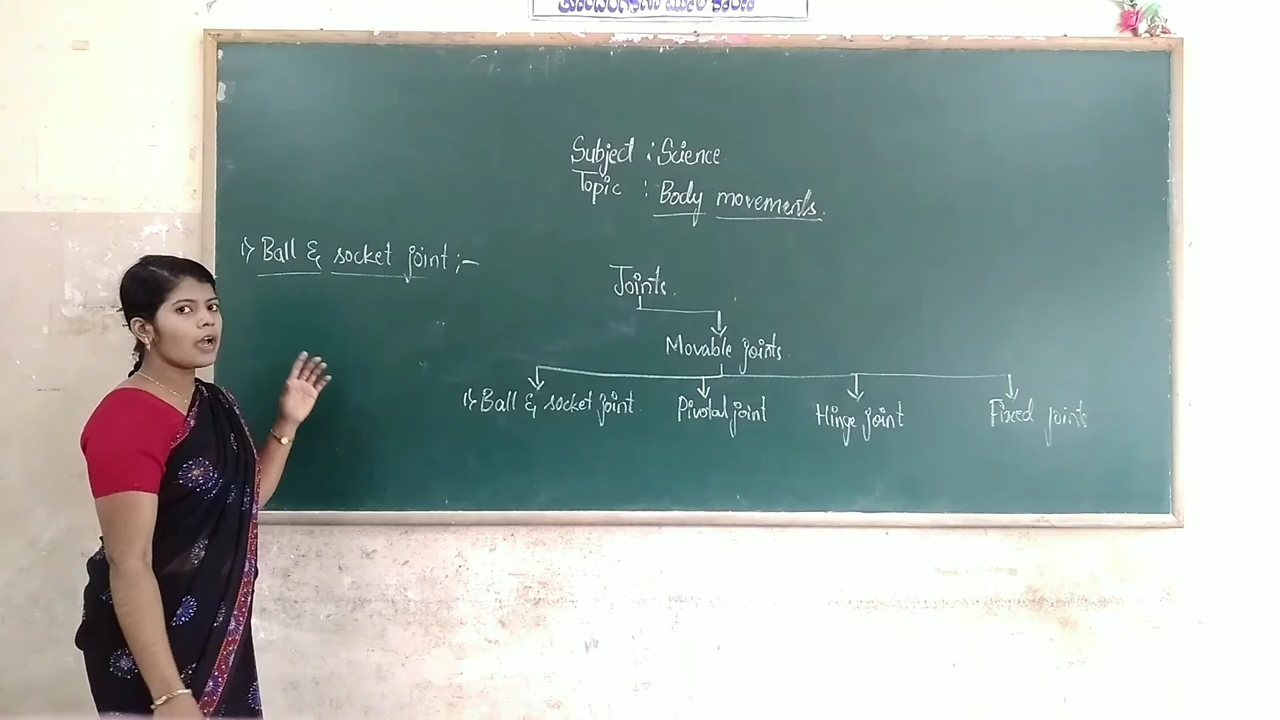 Subject : Science
Topic : Body movements.
1) Ball & socket joint :-
Joints.
Movable joints.
1) Ball & socket joint.
Pivotal joint
Hinge joint
Fixed joints